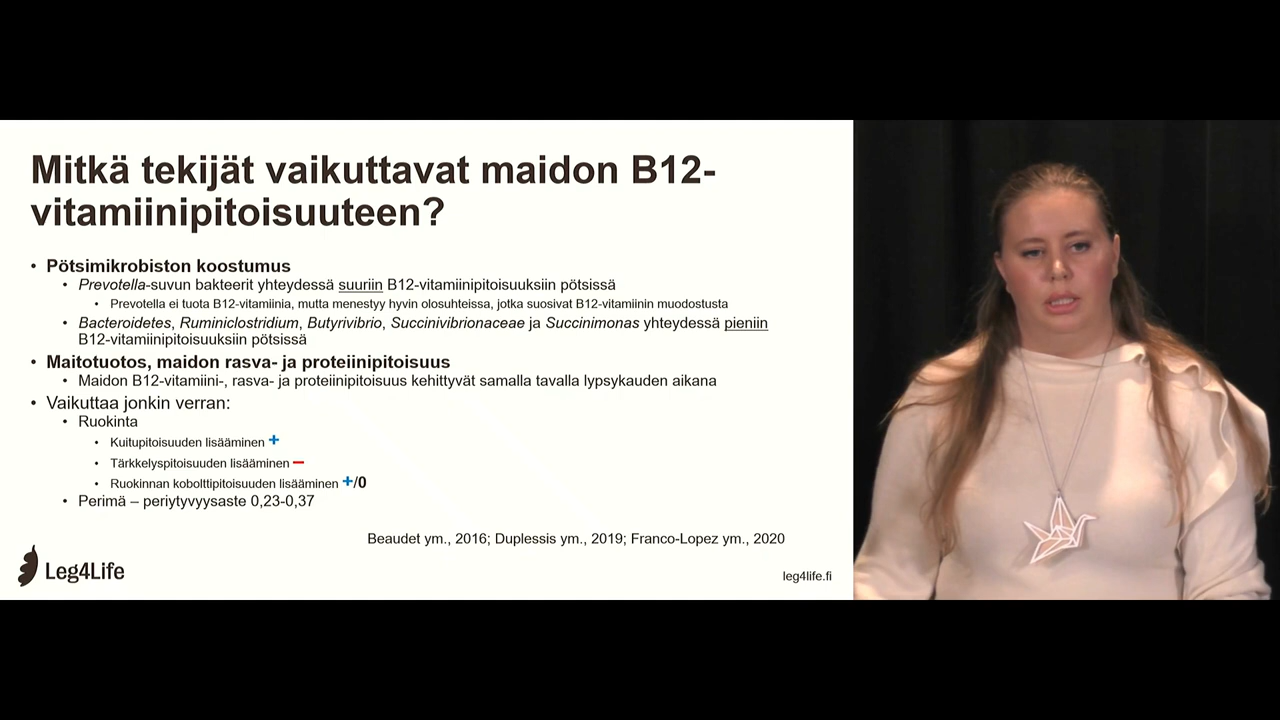 Mitkä tekijät vaikuttavat maidon B12-
vitamiinipitoisuuteen?
• Pötsimikrobiston koostumus
• Prevotella-suvun bakteerit yhteydessä suuriin B12-vitamiinipitoisuuksiin pötsissä
• Prevotella ei tuota B12-vitamiinia, mutta menestyy hyvin olosuhteissa, jotka suosivat B12-vitamiinin muodostusta
• Bacteroidetes, Ruminiclostridium, Butyrivibrio, Succinivibrionaceae ja Succinimonas yhteydessä pieniin
B12-vitamiinipitoisuuksiin pötsissä
• Maitotuotos, maidon rasva- ja proteiinipitoisuus
• Maidon B12-vitamiini-, rasva- ja proteiinipitoisuus kehittyvät samalla tavalla lypsykauden aikana
• Vaikuttaa jonkin verran:
• Ruokinta
• Kuitupitoisuuden lisääminen +
• Tärkkelyspitoisuuden lisääminen −
• Ruokinnan kobolttipitoisuuden lisääminen +/0
• Perimä – periytyvyysaste 0,23-0,37
Beaudet ym., 2016; Duplessis ym., 2019; Franco-Lopez ym., 2020
Leg4Life
leg4life.fi